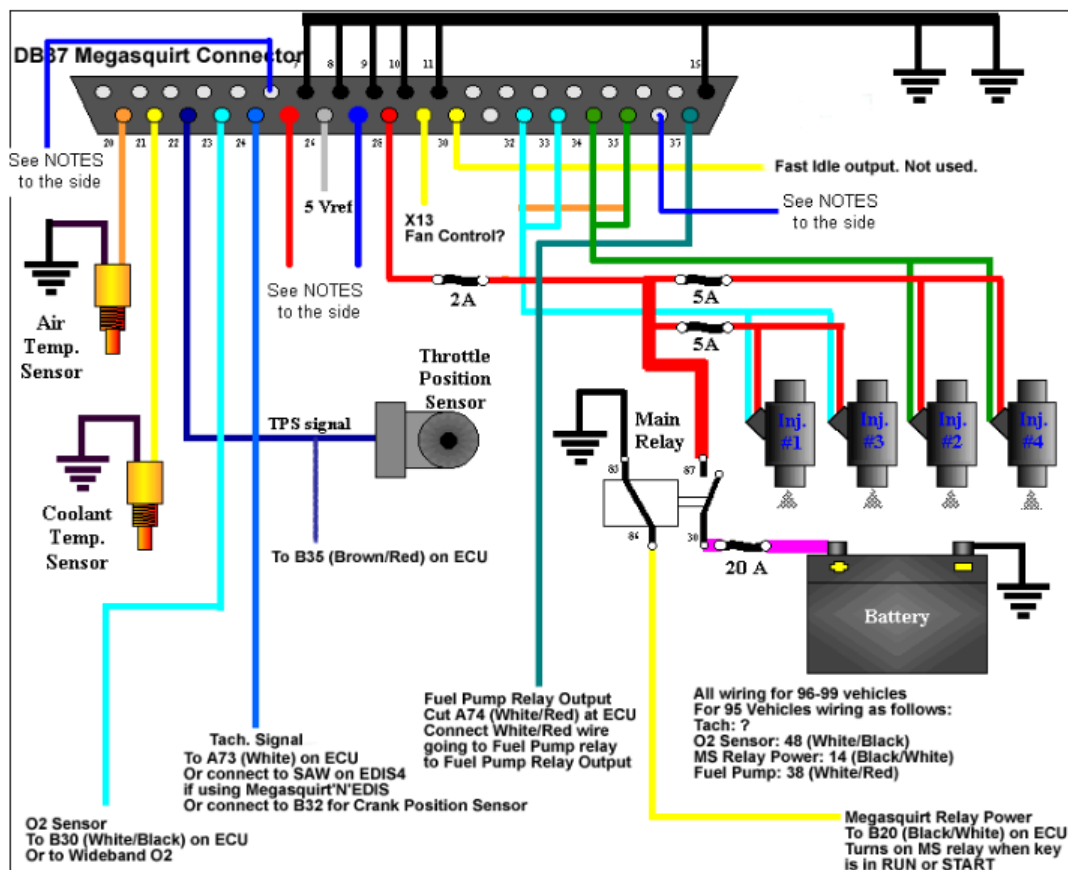 DB37 Megasquirt Connector
7
8
9
10
11
15
20
21
22
23
24
24
28
30
32
33
34
35
37
See NOTES
to the side
5 Vref
X13
Fan Control?
Fast Idle output. Not used.
See NOTES
to the side
See NOTES
to the side
2A
5A
5A
Air
Temp.
Sensor
Throttle
Position
Sensor
TPS signal
Main
Relay
Inj.
#1
Inj.
#3
Inj.
#2
Inj.
#4
85
87
86
30
Coolant
Temp.
Sensor
To B35 (Brown/Red) on ECU
20 A
Battery
Fuel Pump Relay Output
Cut A74 (White/Red) at ECU
Connect White/Red wire
going to Fuel Pump relay
to Fuel Pump Relay Output
All wiring for 96-99 vehicles
For 95 Vehicles wiring as follows:
Tach: ?
O2 Sensor: 48 (White/Black)
MS Relay Power: 14 (Black/White)
Fuel Pump: 38 (White/Red)
Tach. Signal
To A73 (White) on ECU
Or connect to SAW on EDIS4
if using Megasquirt'N'EDIS
Or connect to B32 for Crank Position Sensor
O2 Sensor
To B30 (White/Black) on ECU
Or to Wideband O2
Megasquirt Relay Power
To B20 (Black/White) on ECU
Turns on MS relay when key
is in RUN or START